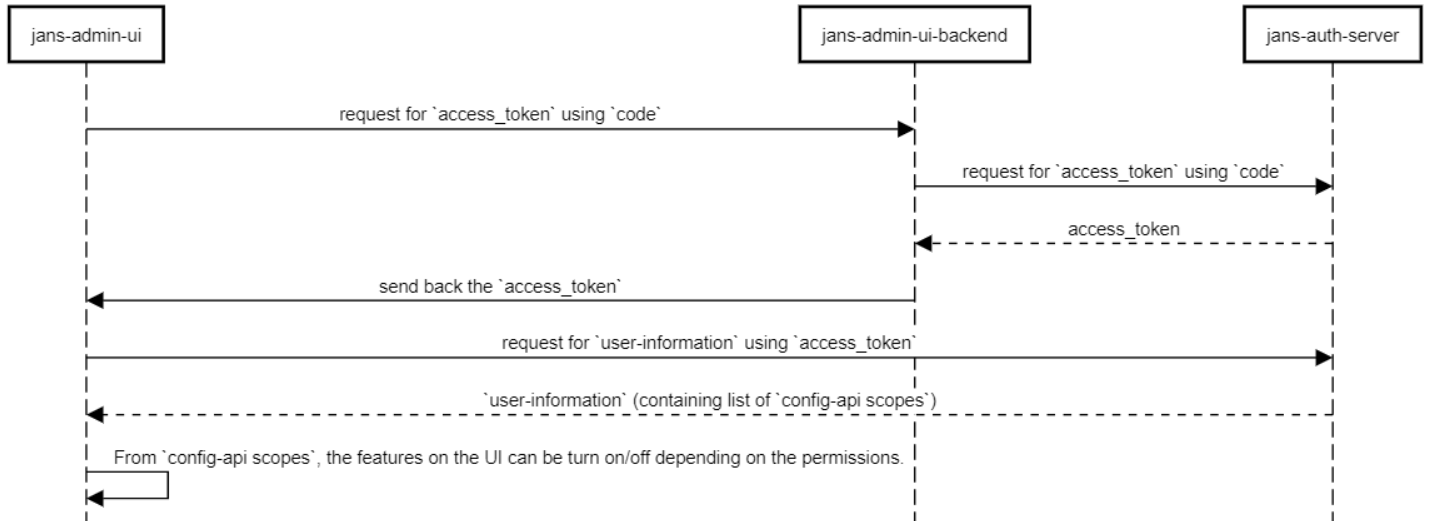 jans-admin-ui
jans-admin-ui-backend
jans-auth-server
request for `access_token` using `code`
request for `access_token` using `code`
access_token
send back the `access_token`
request for `user-information` using `access_token`
`user-information` (containing list of `config-api scopes`)
From `config-api scopes`, the features on the UI can be turn on/off depending on the permissions.